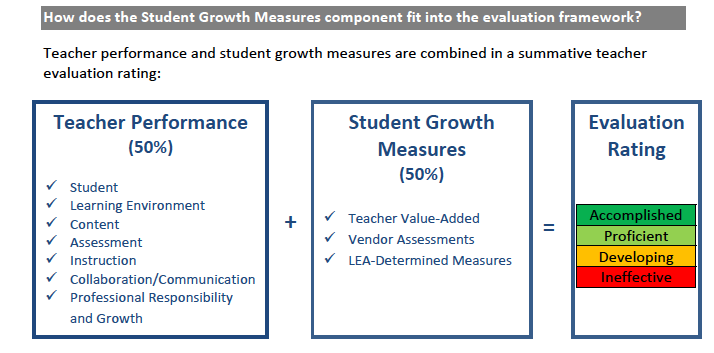 How does the Student Growth Measures component fit into the evaluation framework?
Teacher performance and student growth measures are combined in a summative teacher
evaluation rating:
Teacher Performance
(50%)
✓ Student
✓ Learning Environment
✓ Content
✓ Assessment
✓ Instruction
✓ Collaboration/Communication
✓ Professional Responsibility
and Growth
+
Student Growth
Measures
(50%)
✓ Teacher Value-Added
✓ Vendor Assessments
✓ LEA-Determined Measures
=
Evaluation
Rating
Accomplished
Proficient
Developing
Ineffective